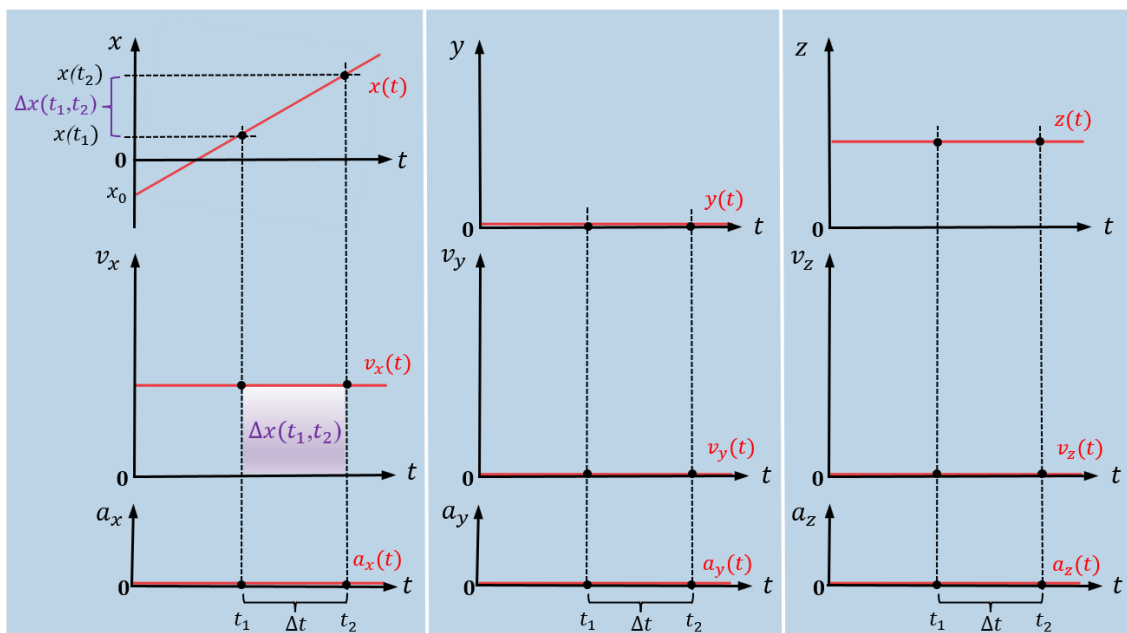 x
x(t₂)
x(t)
Δx(t₁,t₂)
x(t₁)
0
t
x₀
vₓ
vₓ(t)
Δx(t₁,t₂)
0
t
aₓ
aₓ(t)
0
t
t₁ Δt t₂
y
y(t)
0
t
v_y
v_y(t)
0
t
a_y
a_y(t)
0
t
t₁ Δt t₂
z
z(t)
0
t
v_z
v_z(t)
0
t
a_z
a_z(t)
0
t
t₁ Δt t₂